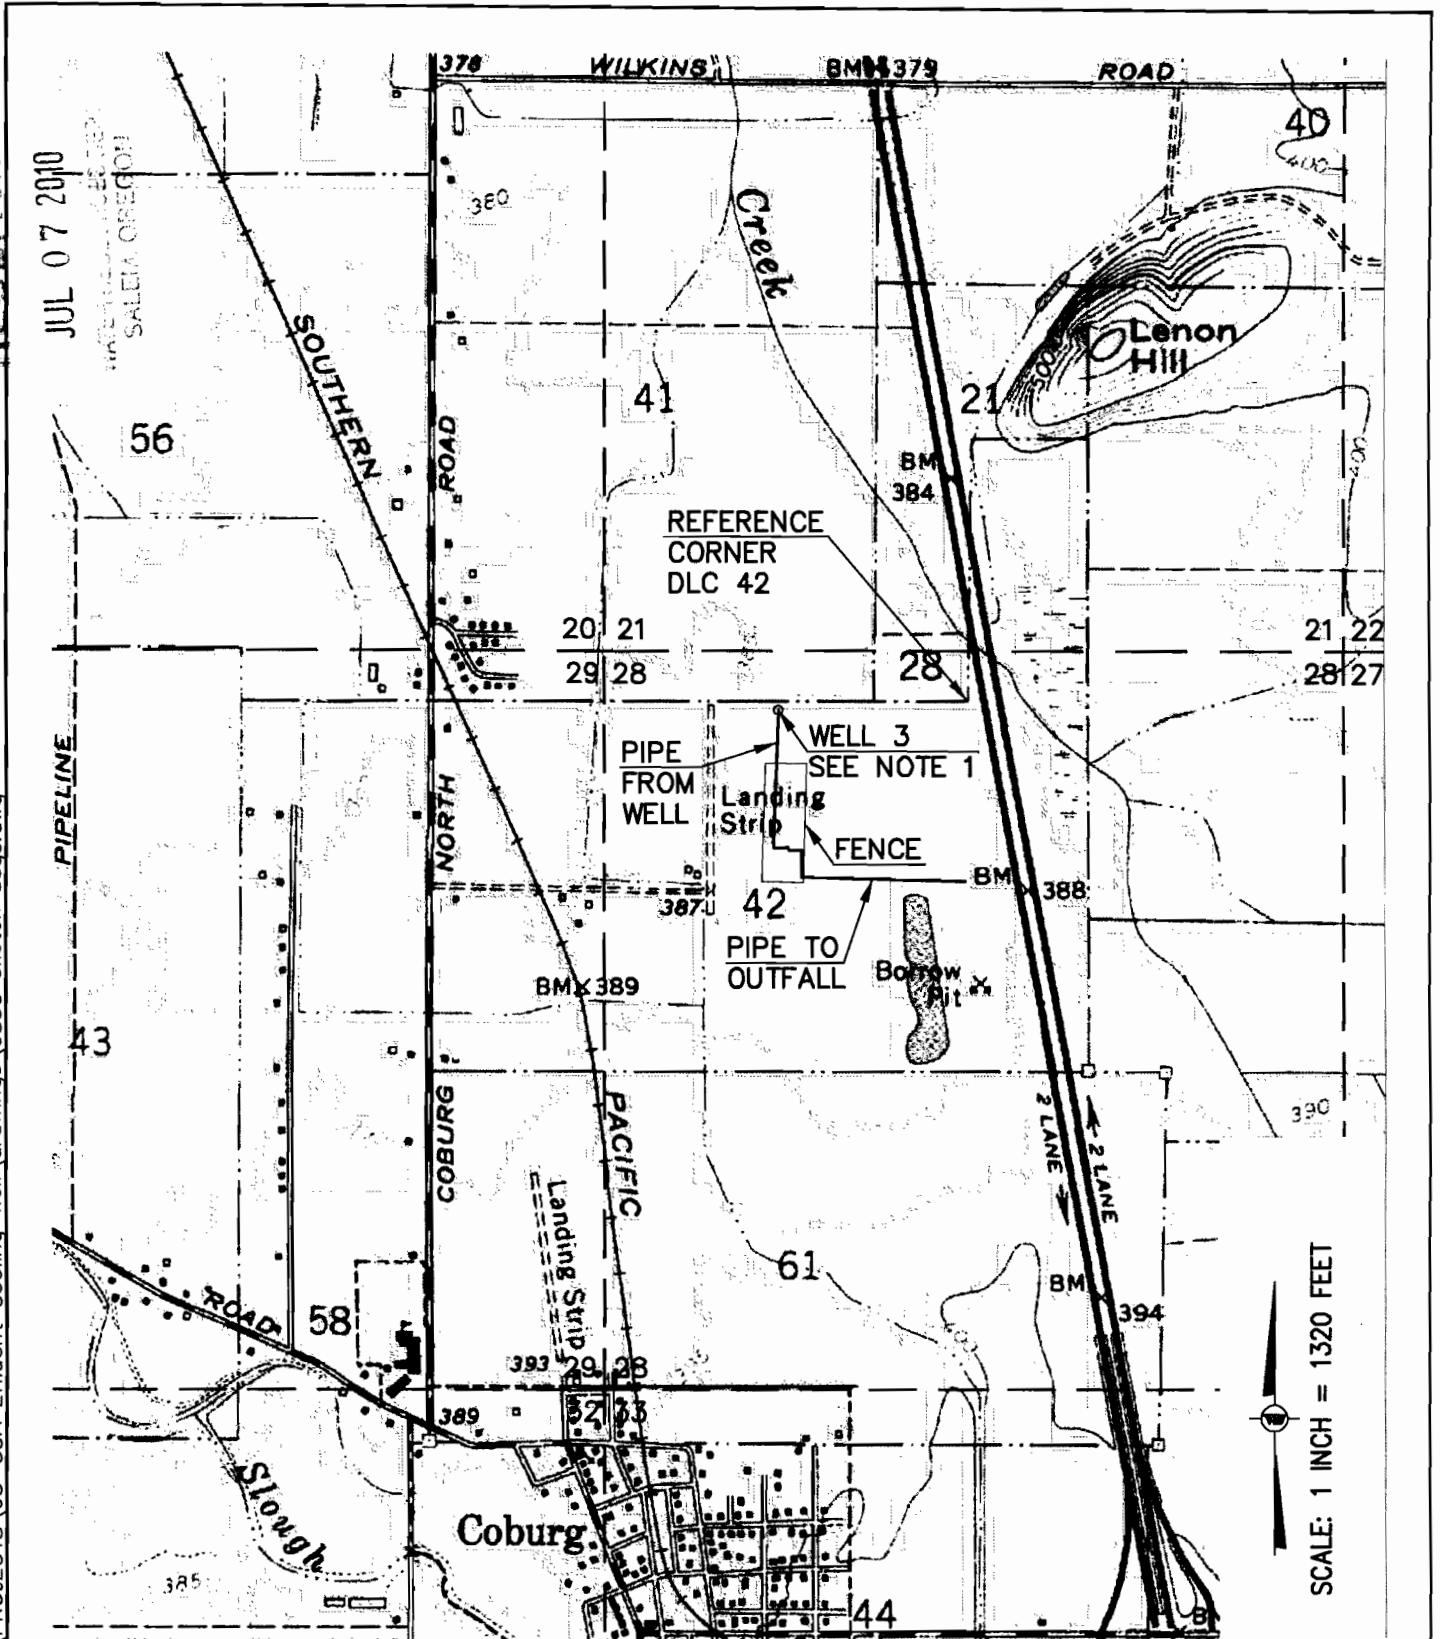 378
WILKINS
BM
379
ROAD
40
400
JUL 07 2010
SALEM OREGON
380
Creek
SOUTHERN
Lenon
Hill
500
56
41
21
ROAD
BM
384
400
REFERENCE
CORNER
DLC 42
20 21
29 28
28
21 22
28 27
PIPELINE
PIPE
FROM
WELL
WELL 3
SEE NOTE 1
Landing
Strip
FENCE
NORTH
387
42
BM
388
PIPE TO
OUTFALL
Borrow
Pit
BM 389
43
COBURG
PACIFIC
2 LANE
2 LANE
390
Landing Strip
61
BM
394
400
ROAD
58
393
29 28
32 33
389
Slough
Coburg
385
44
SCALE: 1 INCH = 1320 FEET